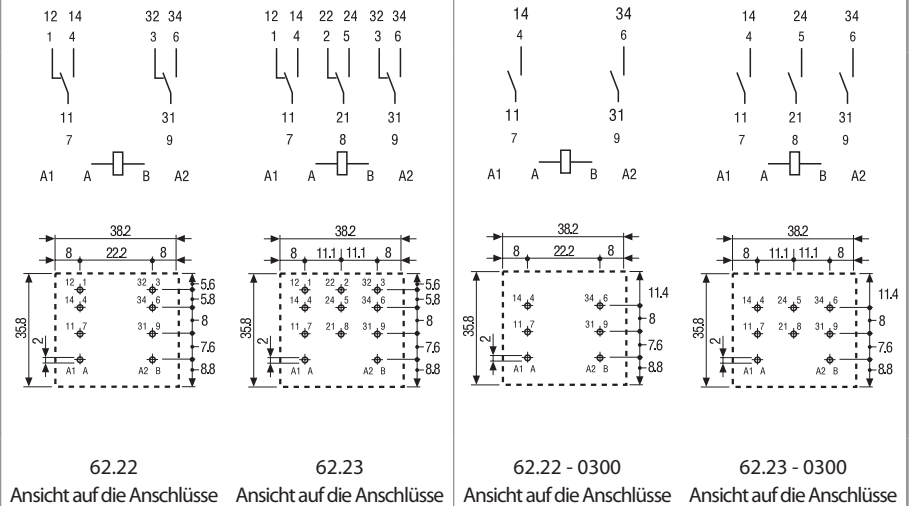 12 14 32 34
1 4 3 6
11 31
7 9
A1 A B A2
38.2
8 22.2 8
12 1 32 3
5.6
14 4 34 6
5.8
35.8
11 7 31 9
8
2
7.6
A1 A A2 B
8.8
62.22
Ansicht auf die Anschlüsse
12 14 22 24 32 34
1 4 2 5 3 6
11 21 31
7 8 9
A1 A B A2
38.2
8 11.1 11.1 8
12 1 22 2 32 3
5.6
14 4 24 5 34 6
5.8
35.8
11 7 21 8 31 9
8
2
7.6
A1 A A2 B
8.8
62.23
Ansicht auf die Anschlüsse
14 34
4 6
11 31
7 9
A1 A B A2
38.2
8 22.2 8
11.4
14 4 34 6
35.8
8
11 7 31 9
2
7.6
A1 A A2 B
8.8
62.22 - 0300
Ansicht auf die Anschlüsse
14 24 34
4 5 6
11 21 31
7 8 9
A1 A B A2
38.2
8 11.1 11.1 8
11.4
14 4 24 5 34 6
35.8
8
11 7 21 8 31 9
2
7.6
A1 A A2 B
8.8
62.23 - 0300
Ansicht auf die Anschlüsse